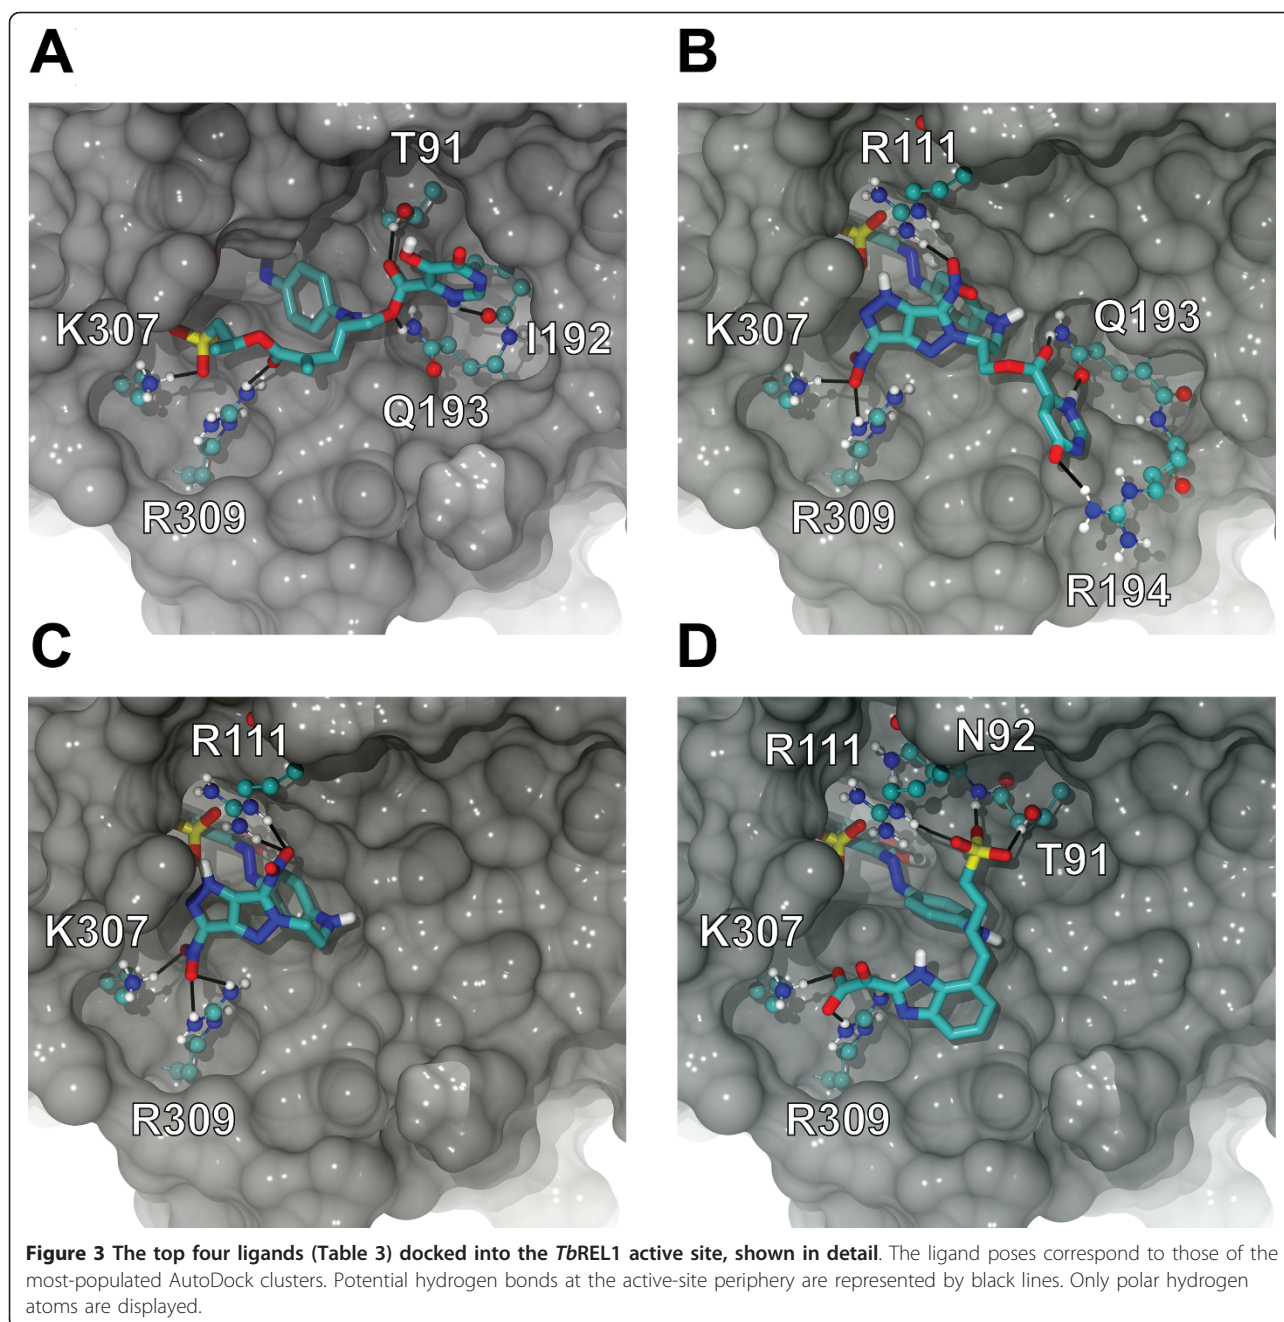 A
B
T91
K307
I192
Q193
R309
R111
K307
Q193
R309
R194
C
D
R111
K307
R309
R111
N92
T91
K307
R309
Figure 3 The top four ligands (Table 3) docked into the TbREL1 active site, shown in detail. The ligand poses correspond to those of the
most-populated AutoDock clusters. Potential hydrogen bonds at the active-site periphery are represented by black lines. Only polar hydrogen
atoms are displayed.